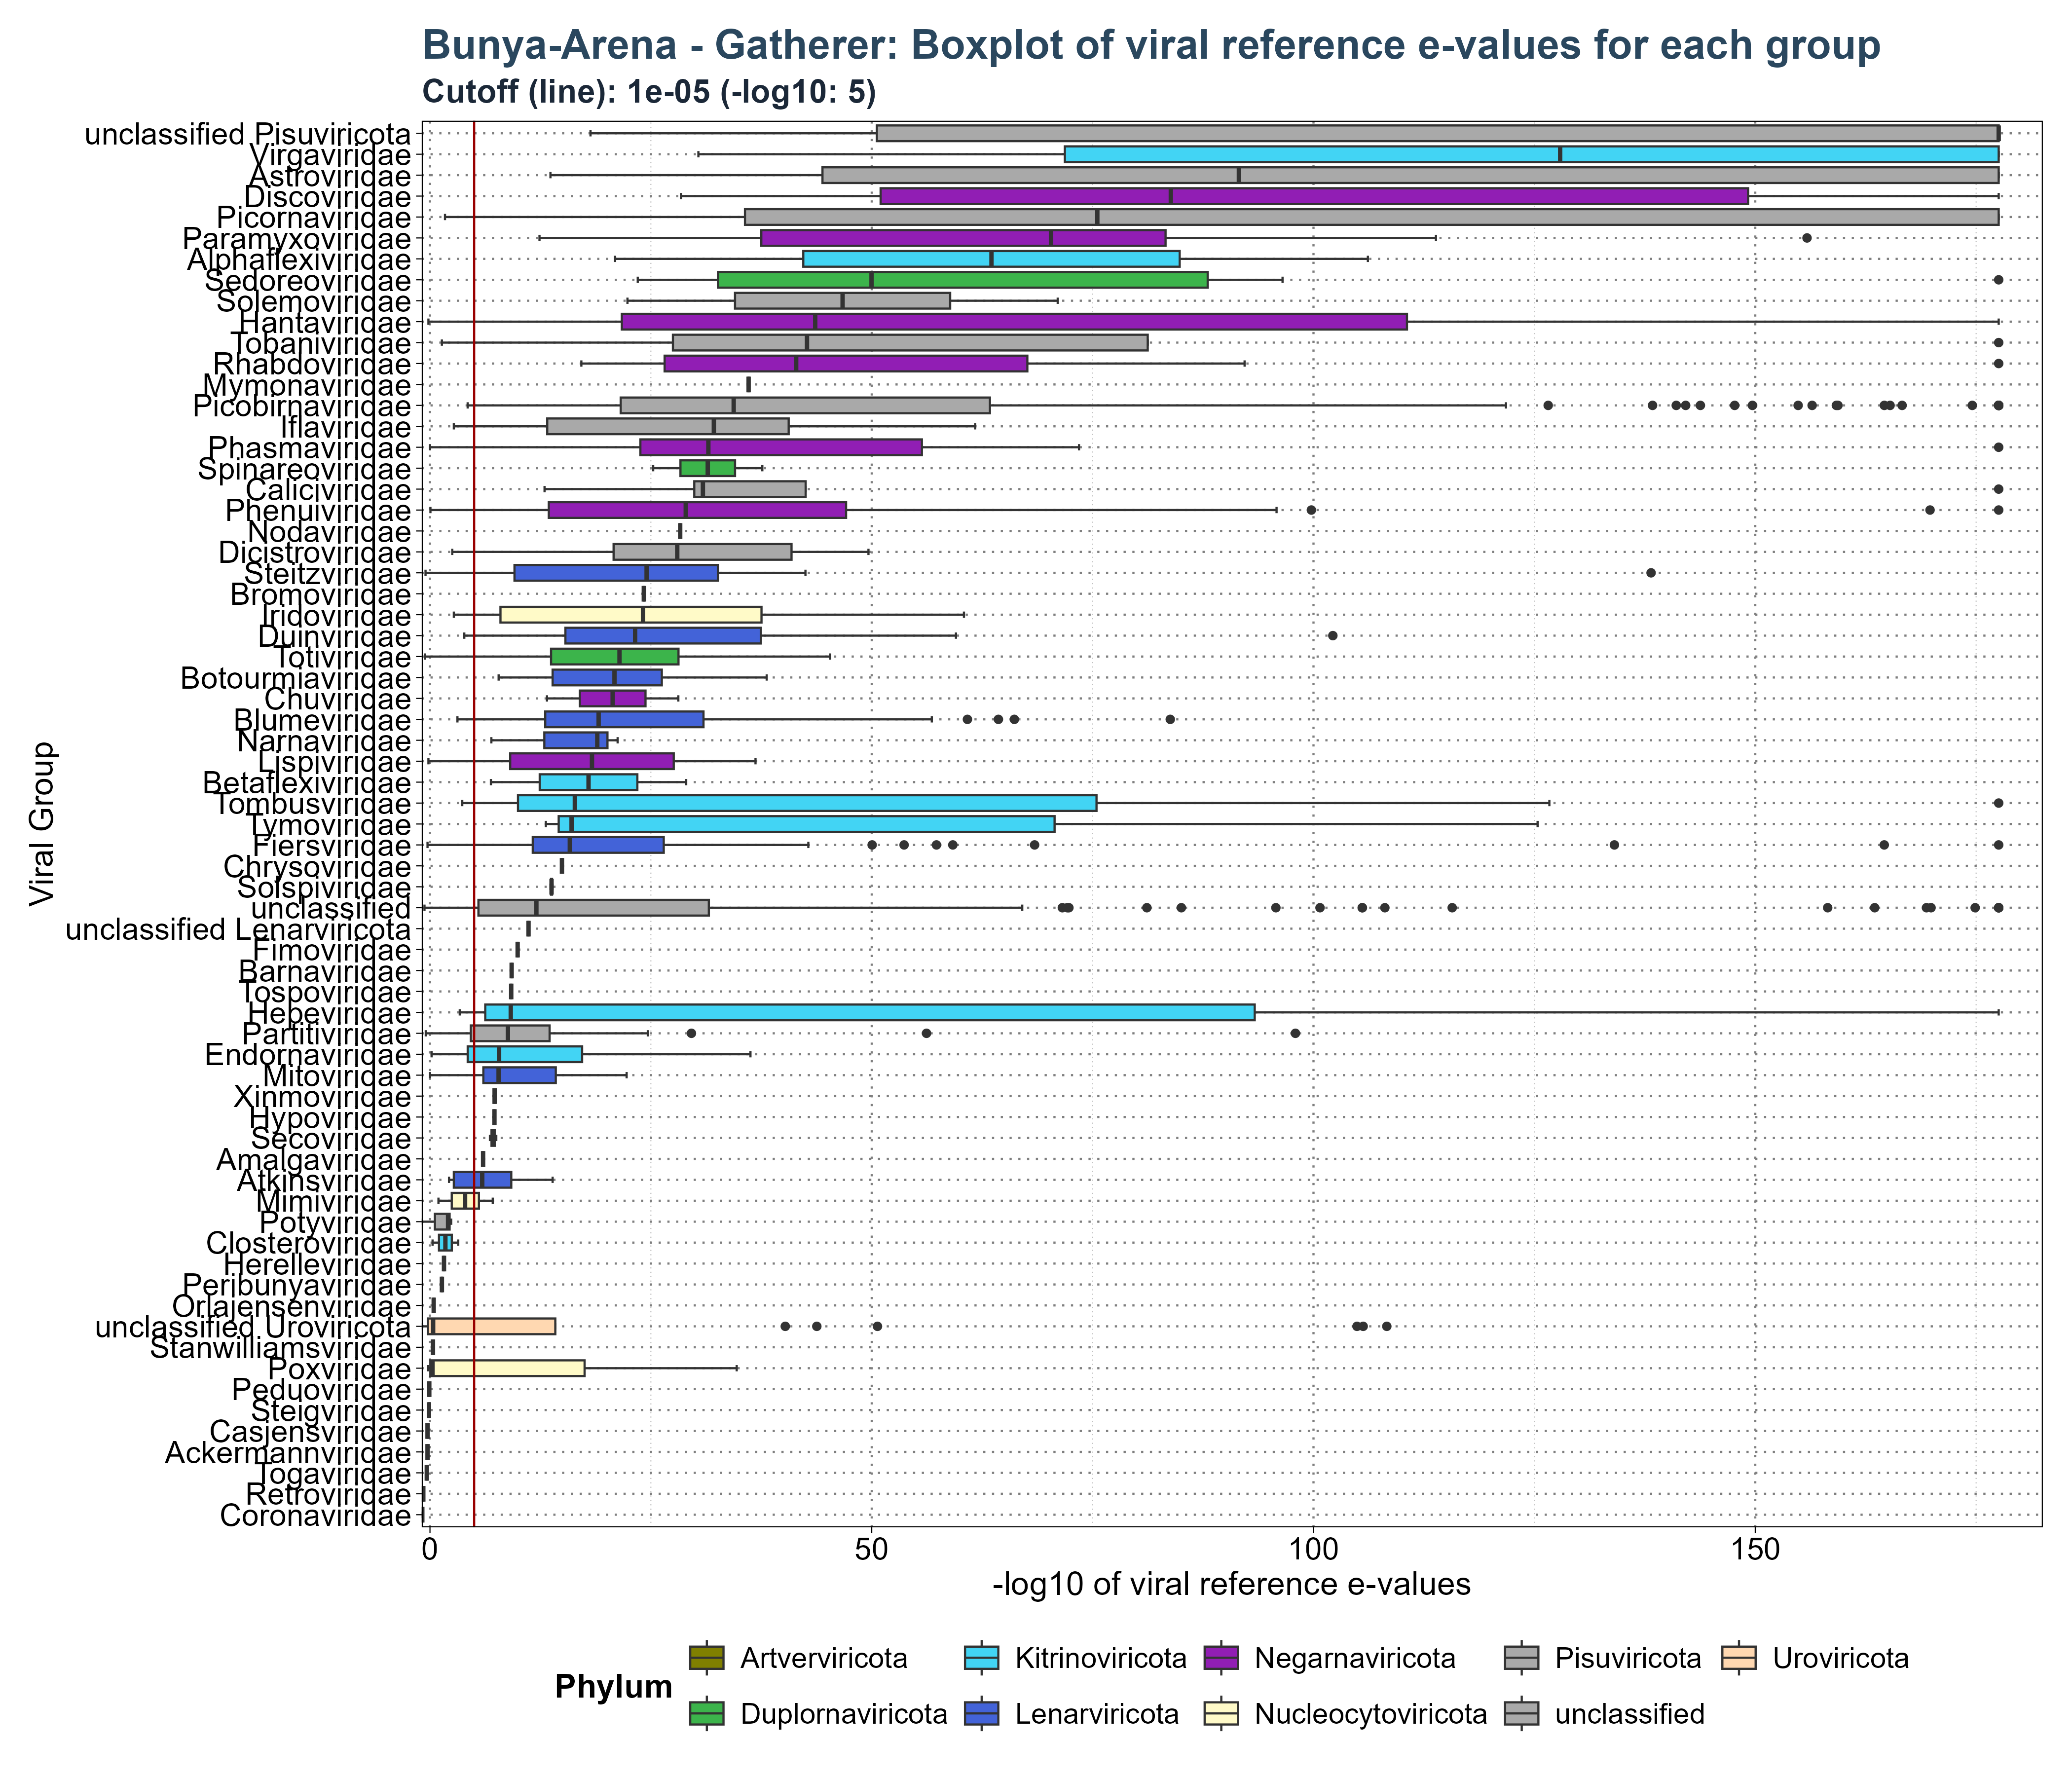 Bunya-Arena - Gatherer: Boxplot of viral reference e-values for each group
Cutoff (line): 1e-05 (-log10: 5)
Viral Group
unclassified Pisuviricota
Virgaviridae
Astroviridae
Discoviridae
Picornaviridae
Paramyxoviridae
Alphaflexiviridae
Sedoreoviridae
Solemoviridae
Hantaviridae
Tobaniviridae
Rhabdoviridae
Mymonaviridae
Picobirnaviridae
Iflaviridae
Phasmaviridae
Spinareoviridae
Caliciviridae
Phenuiviridae
Nodaviridae
Dicistroviridae
Steitzviridae
Bromoviridae
Iridoviridae
Duinviridae
Totiviridae
Botourmiaviridae
Chuviridae
Blumeviridae
Narnaviridae
Lispiviridae
Betaflexiviridae
Tombusviridae
Tymoviridae
Fiersviridae
Chrysoviridae
Solspiviridae
unclassified
unclassified Lenarviricota
Fimoviridae
Barnaviridae
Tospoviridae
Hepeviridae
Partitiviridae
Endornaviridae
Mitoviridae
Xinmoviridae
Hypoviridae
Secoviridae
Amalgaviridae
Atkinsviridae
Mimiviridae
Potyviridae
Closteroviridae
Herelleviridae
Peribunyaviridae
Orlajensenviridae
unclassified Uroviricota
Stanwilliamsviridae
Poxviridae
Peduoviridae
Steigviridae
Casjensviridae
Ackermannviridae
Togaviridae
Retroviridae
Coronaviridae
0 50 100 150
-log10 of viral reference e-values
Phylum
Artverviricota Kitrinoviricota Negarnaviricota Pisuviricota Uroviricota
Duplornaviricota Lenarviricota Nucleocytoviricota unclassified